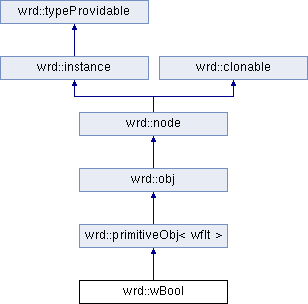 wrd::typeProvidable
wrd::instance
wrd::clonable
wrd::node
wrd::obj
wrd::primitiveObj< wflt >
wrd::wBool